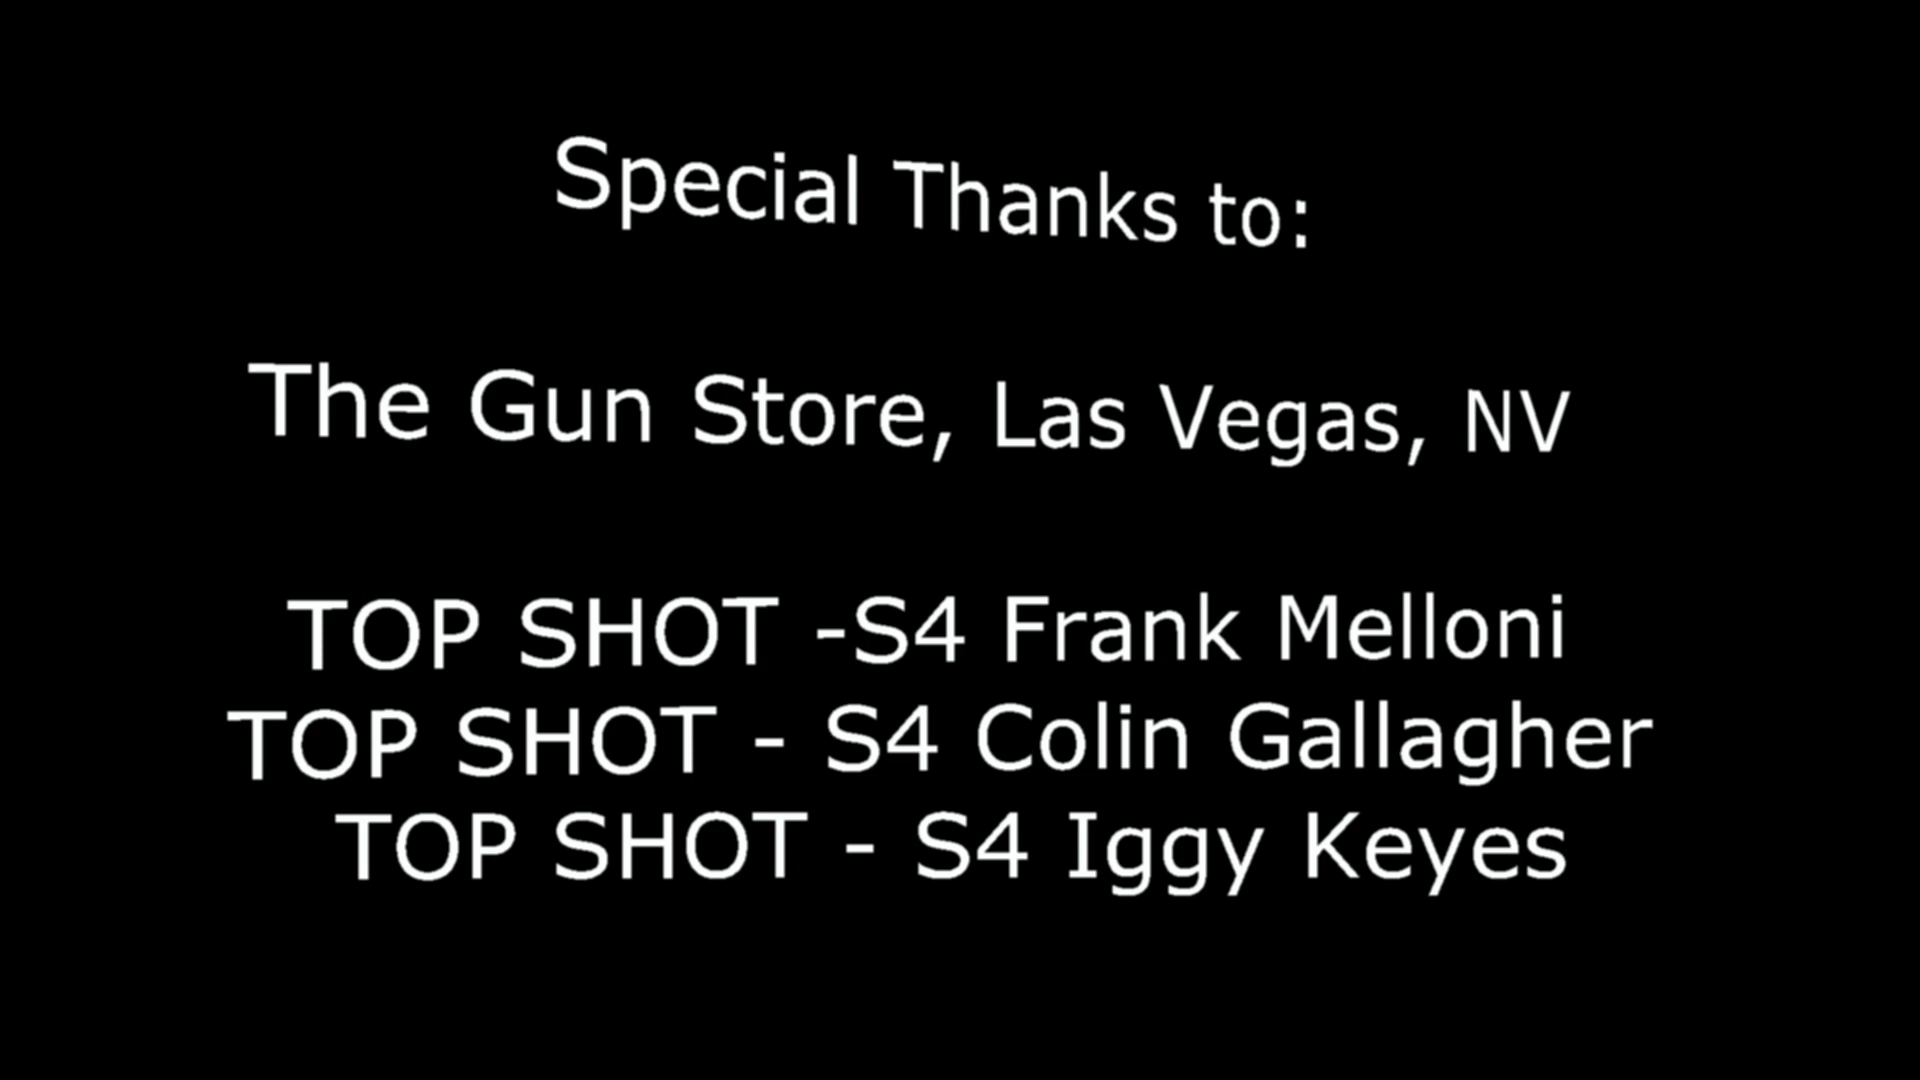 Special Thanks to:
The Gun Store, Las Vegas, NV
TOP SHOT -S4 Frank Melloni
TOP SHOT - S4 Colin Gallagher
TOP SHOT - S4 Iggy Keyes